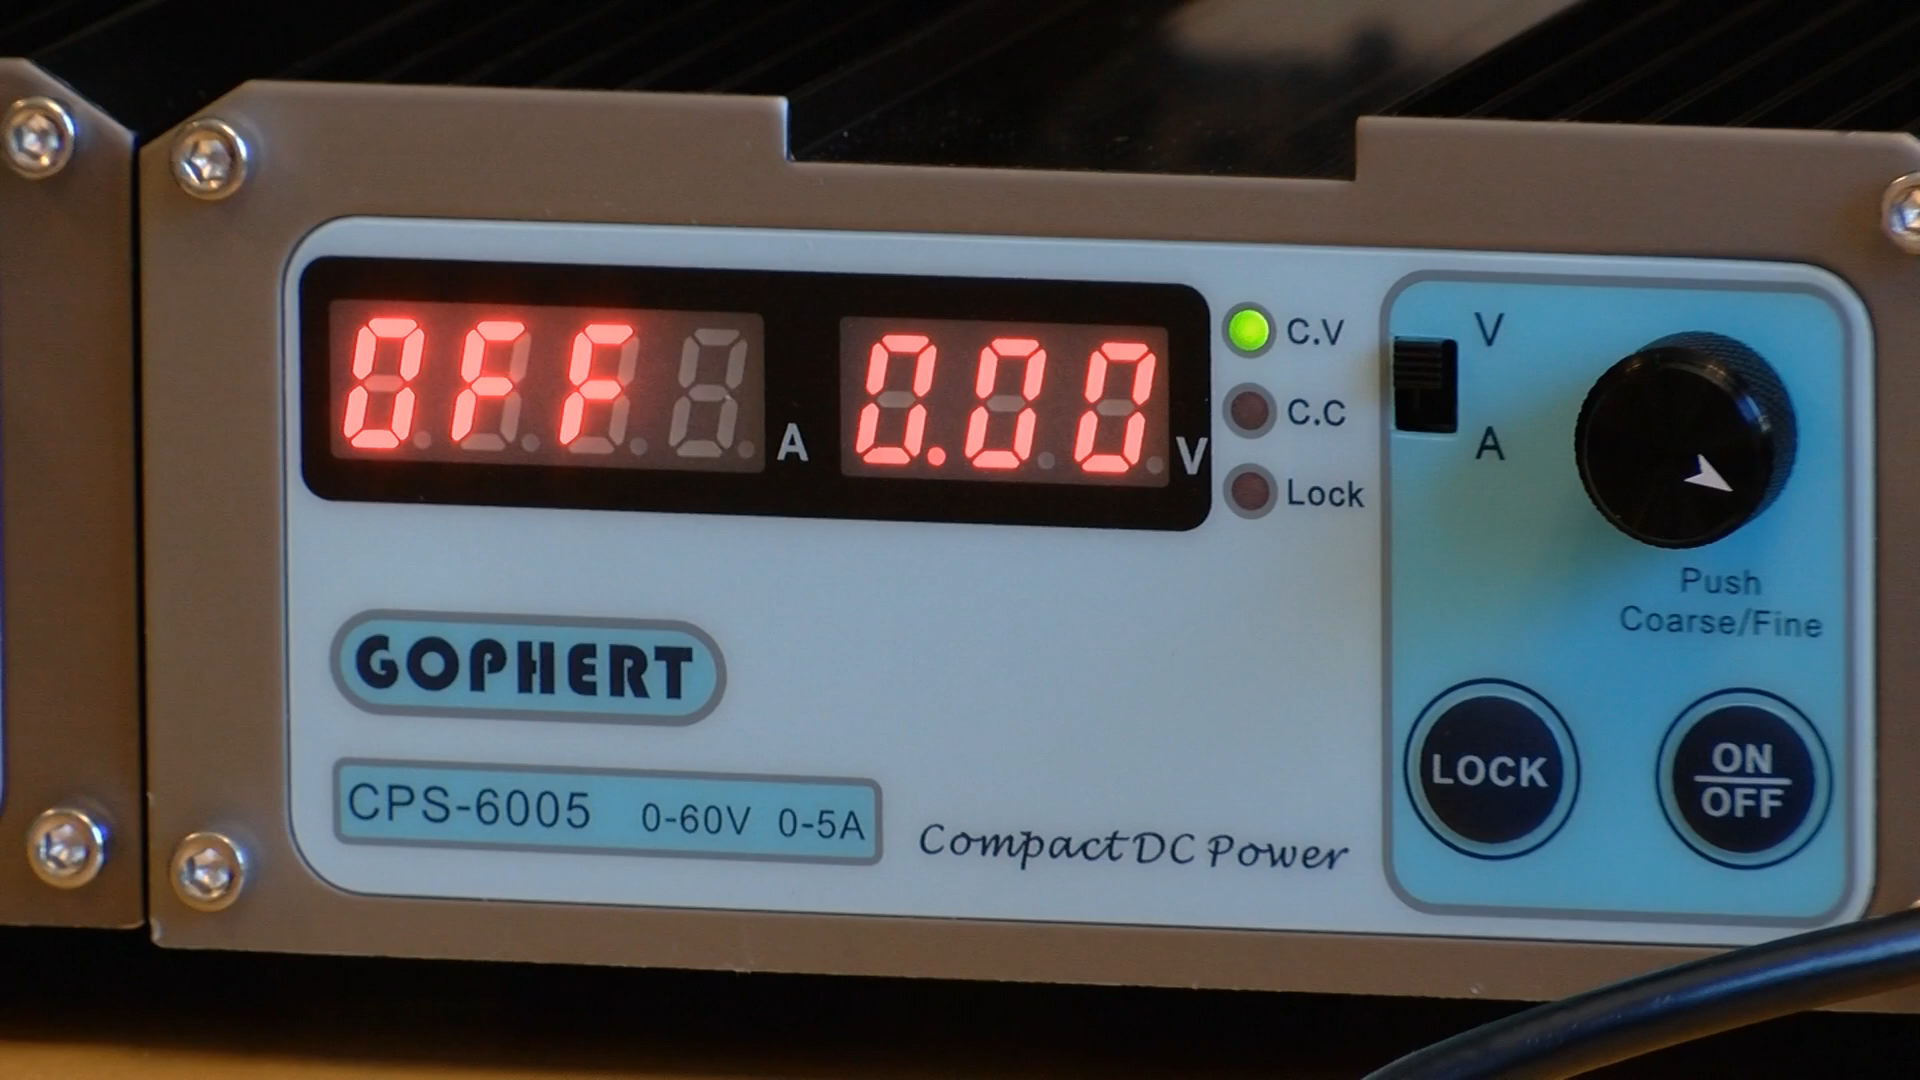 OFF A 0.00 V
C.V
C.C
Lock
V
A
Push
Coarse/Fine
GOPHERT
CPS-6005 0-60V 0-5A
Compact DC Power
LOCK
ON
OFF